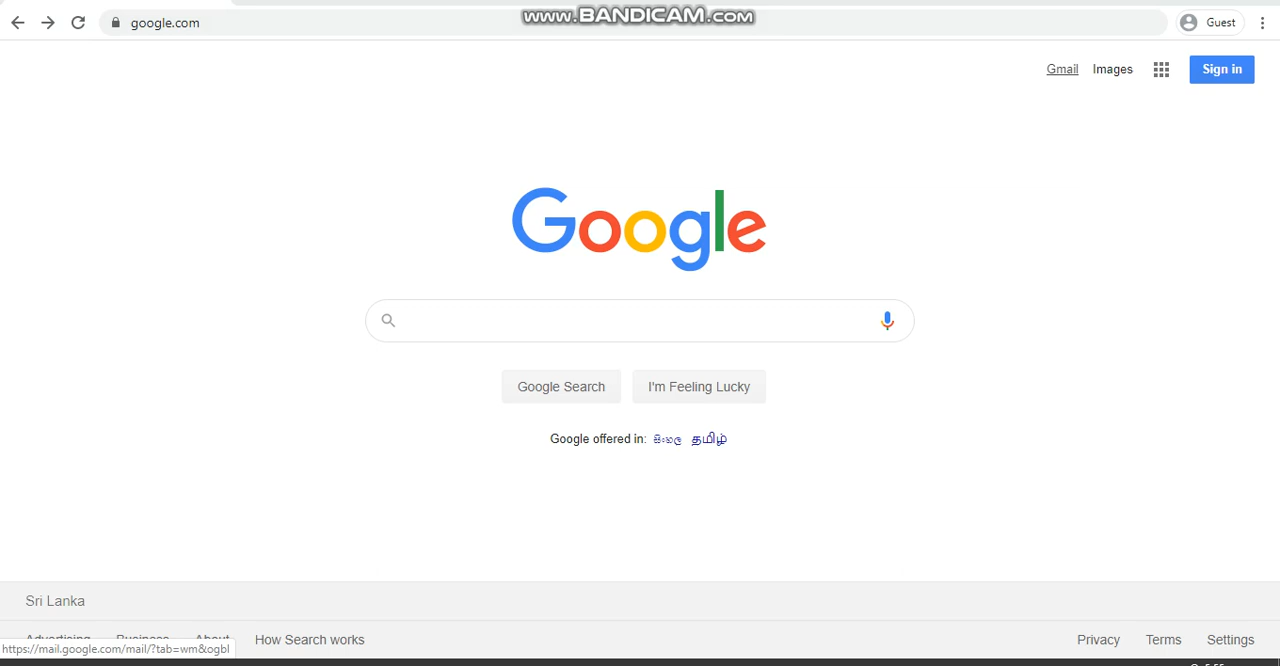 www.BANDICAM.com
google.com
Guest
Gmail Images Sign in
Google
Google Search I'm Feeling Lucky
Google offered in: සිංහල தமிழ்
Sri Lanka
Advertising Business About How Search works Privacy Terms Settings
https://mail.google.com/mail/?tab=wm&ogbl